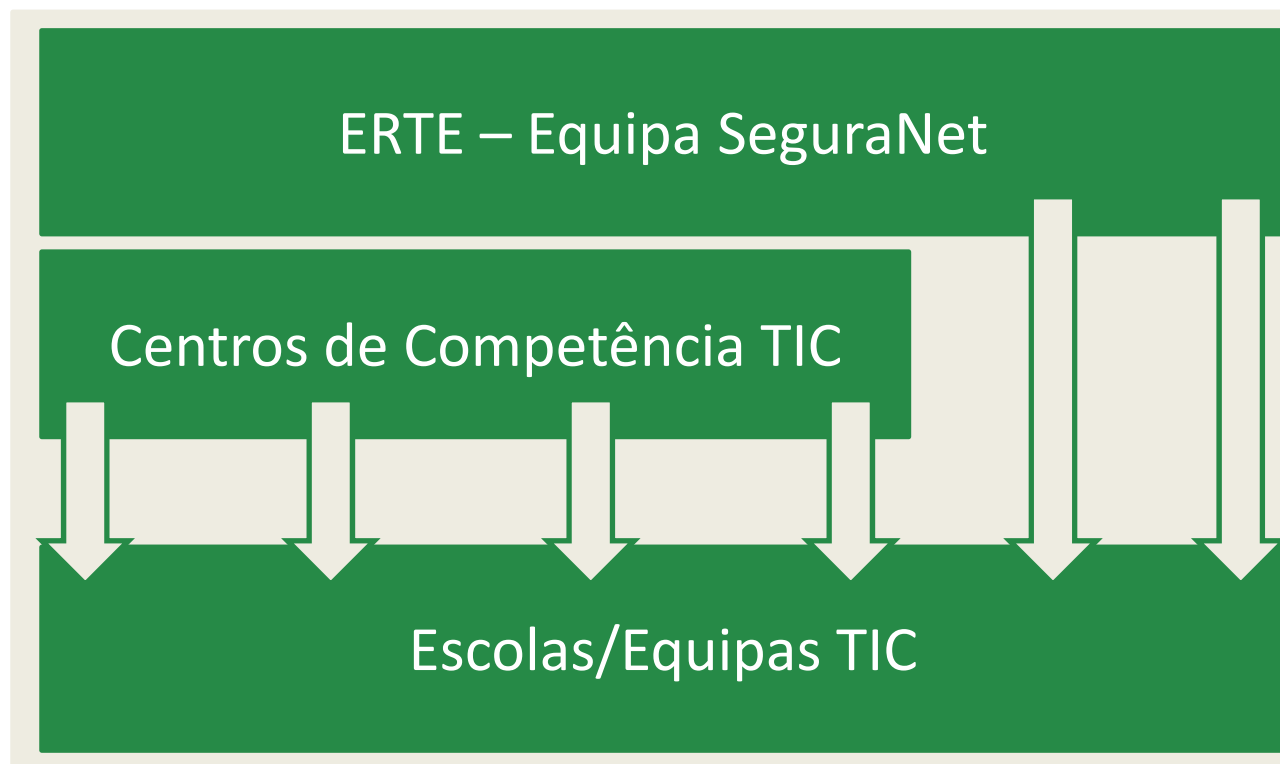 ERTE – Equipa SeguraNet
Centros de Competência TIC
Escolas/Equipas TIC